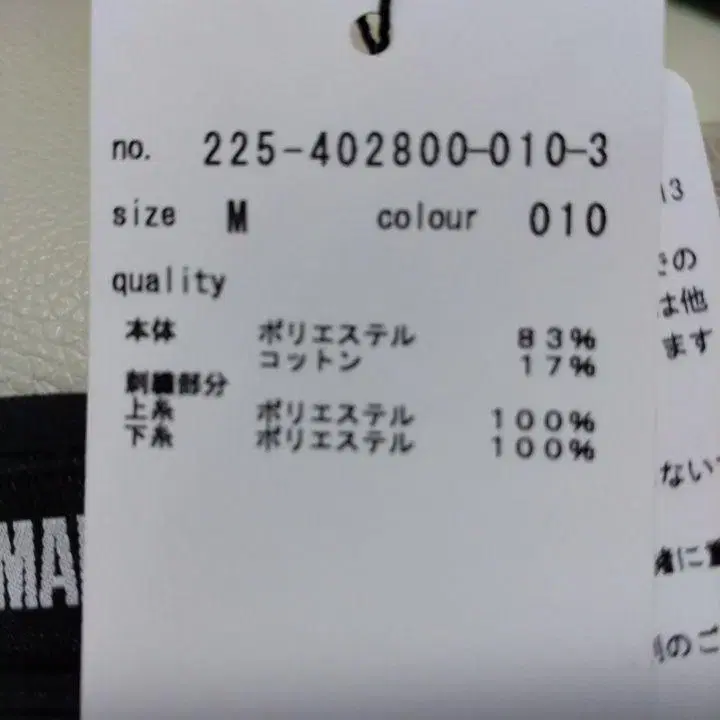 no. 225-402800-010-3
size M colour 010
quality
本体 ポリエステル 83%
コットン 17%
刺繍部分
上糸 ポリエステル 100%
下糸 ポリエステル 100%
MA
13
きの
は他
ます
ない
者に重
のご